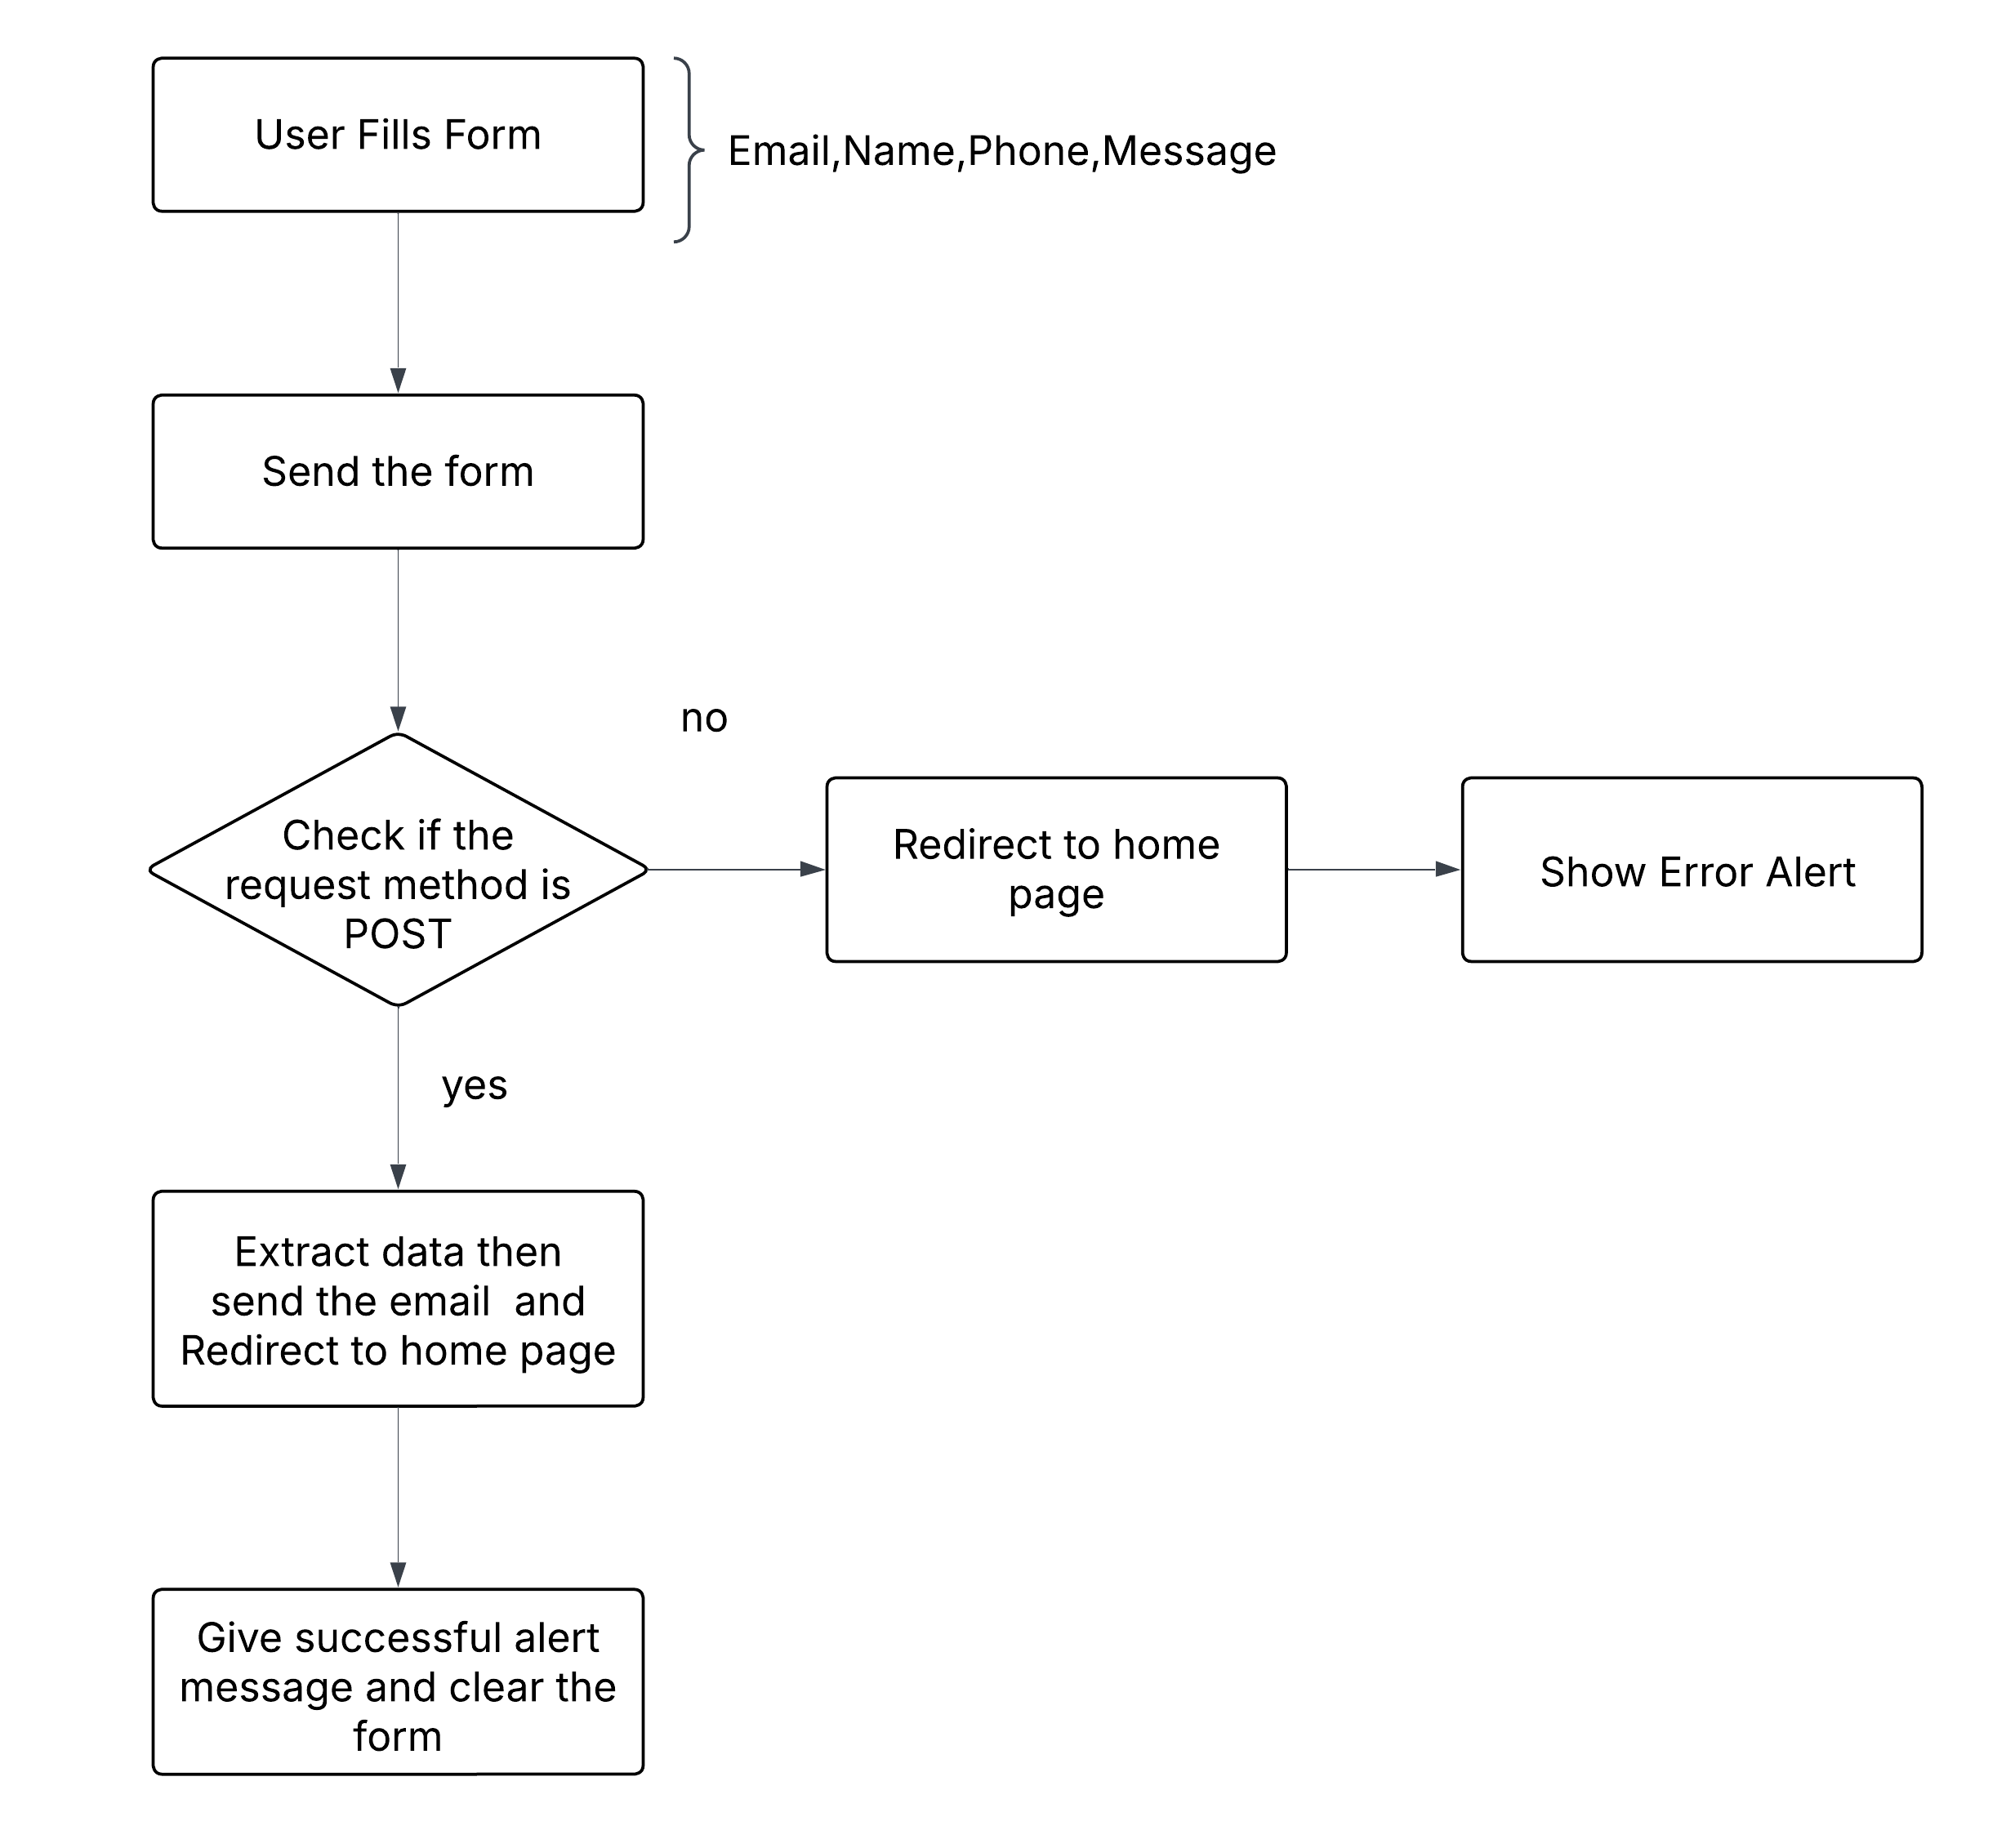 User Fills Form
Email,Name,Phone,Message
Send the form
no
Check if the
request method is
POST
Redirect to home
page
Show Error Alert
yes
Extract data then
send the email  and
Redirect to home page
Give successful alert
message and clear the
form